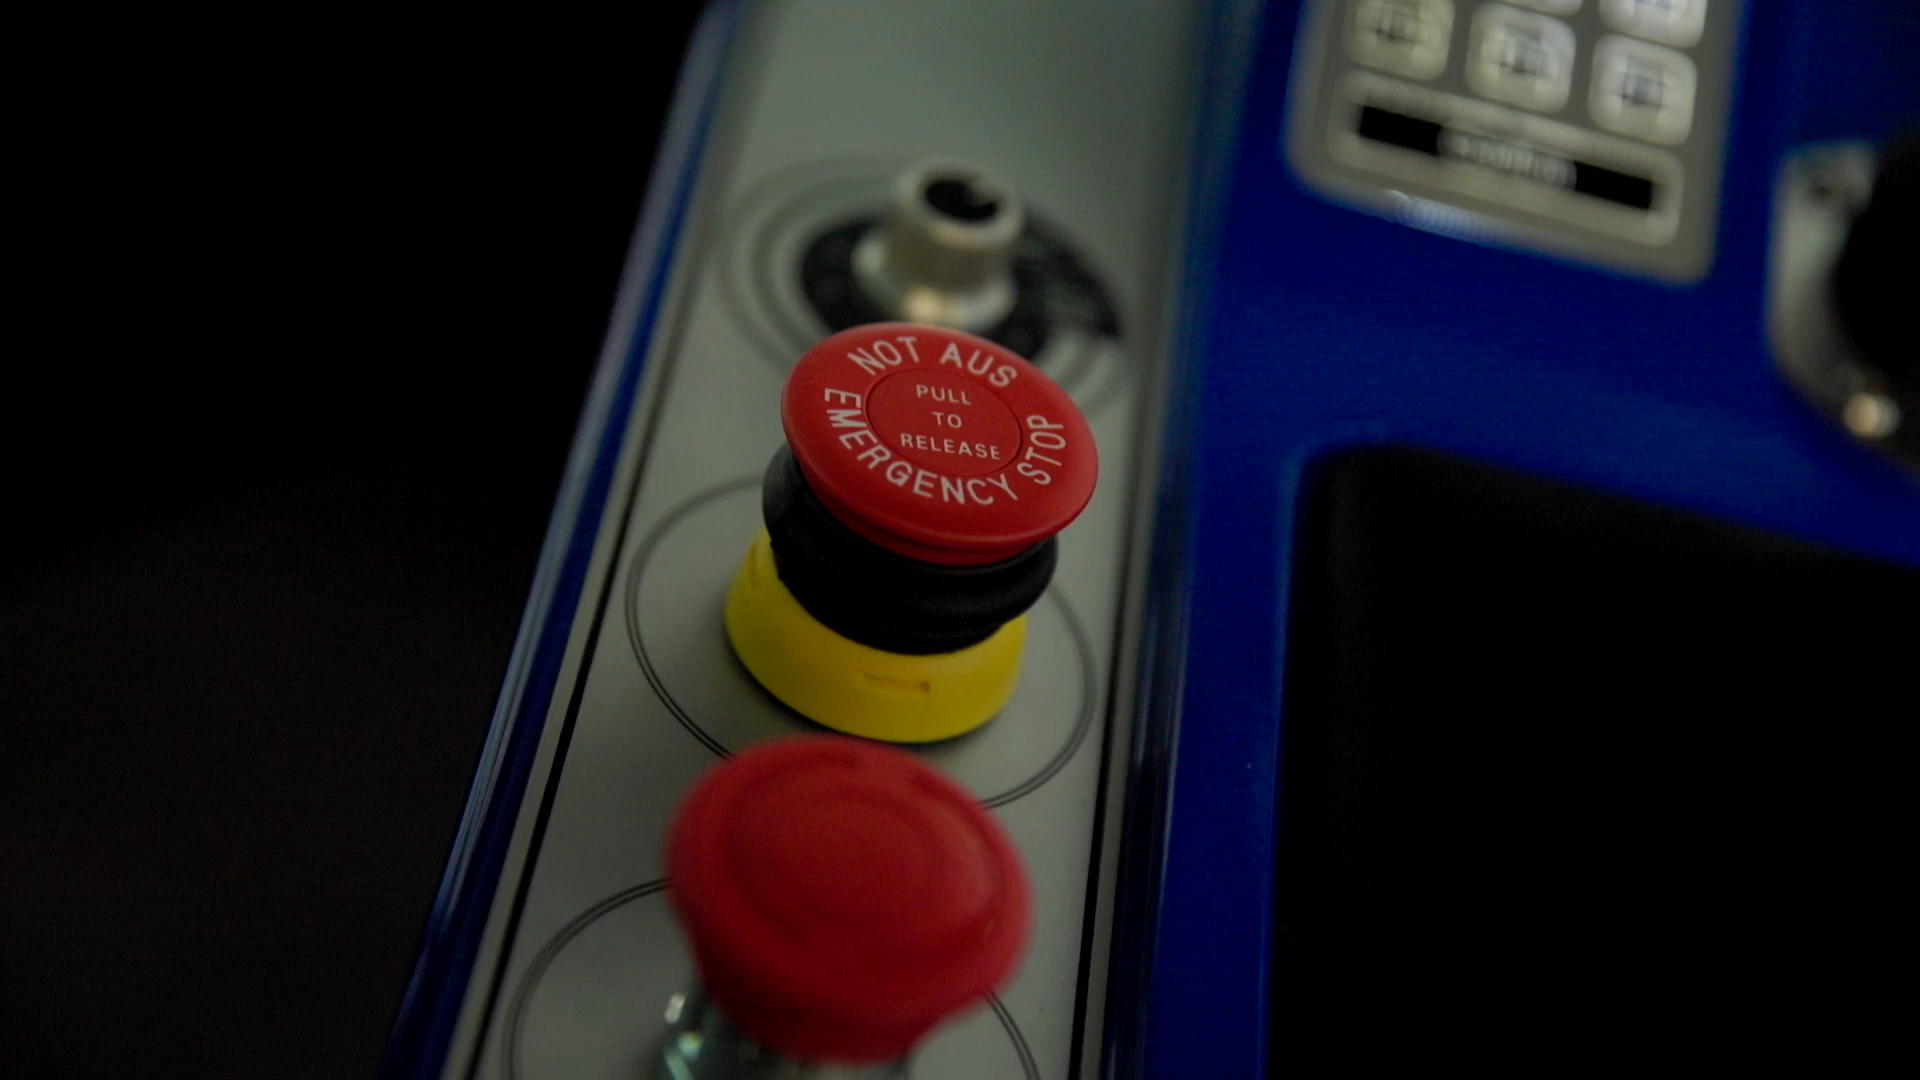 NOT AUS
PULL
TO
RELEASE
EMERGENCY STOP